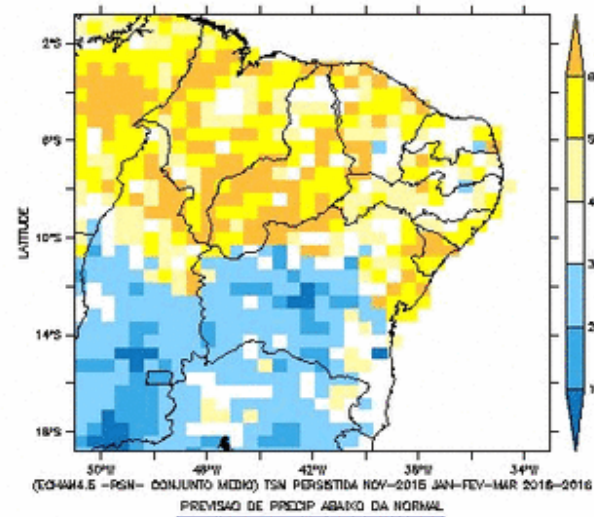 2°S
6°S
10°S
14°S
18°S
LATITUDE
50°W
46°W
42°W
38°W
34°W
6
5
4
3
2
1
(ECHAM4.5 -RSN- CONJUNTO MEDIO) TSN PERSISTIDA NOV-2015 JAN-FEV-MAR 2016-2016
PREVISAO DE PRECIP ABAIXO DA NORMAL